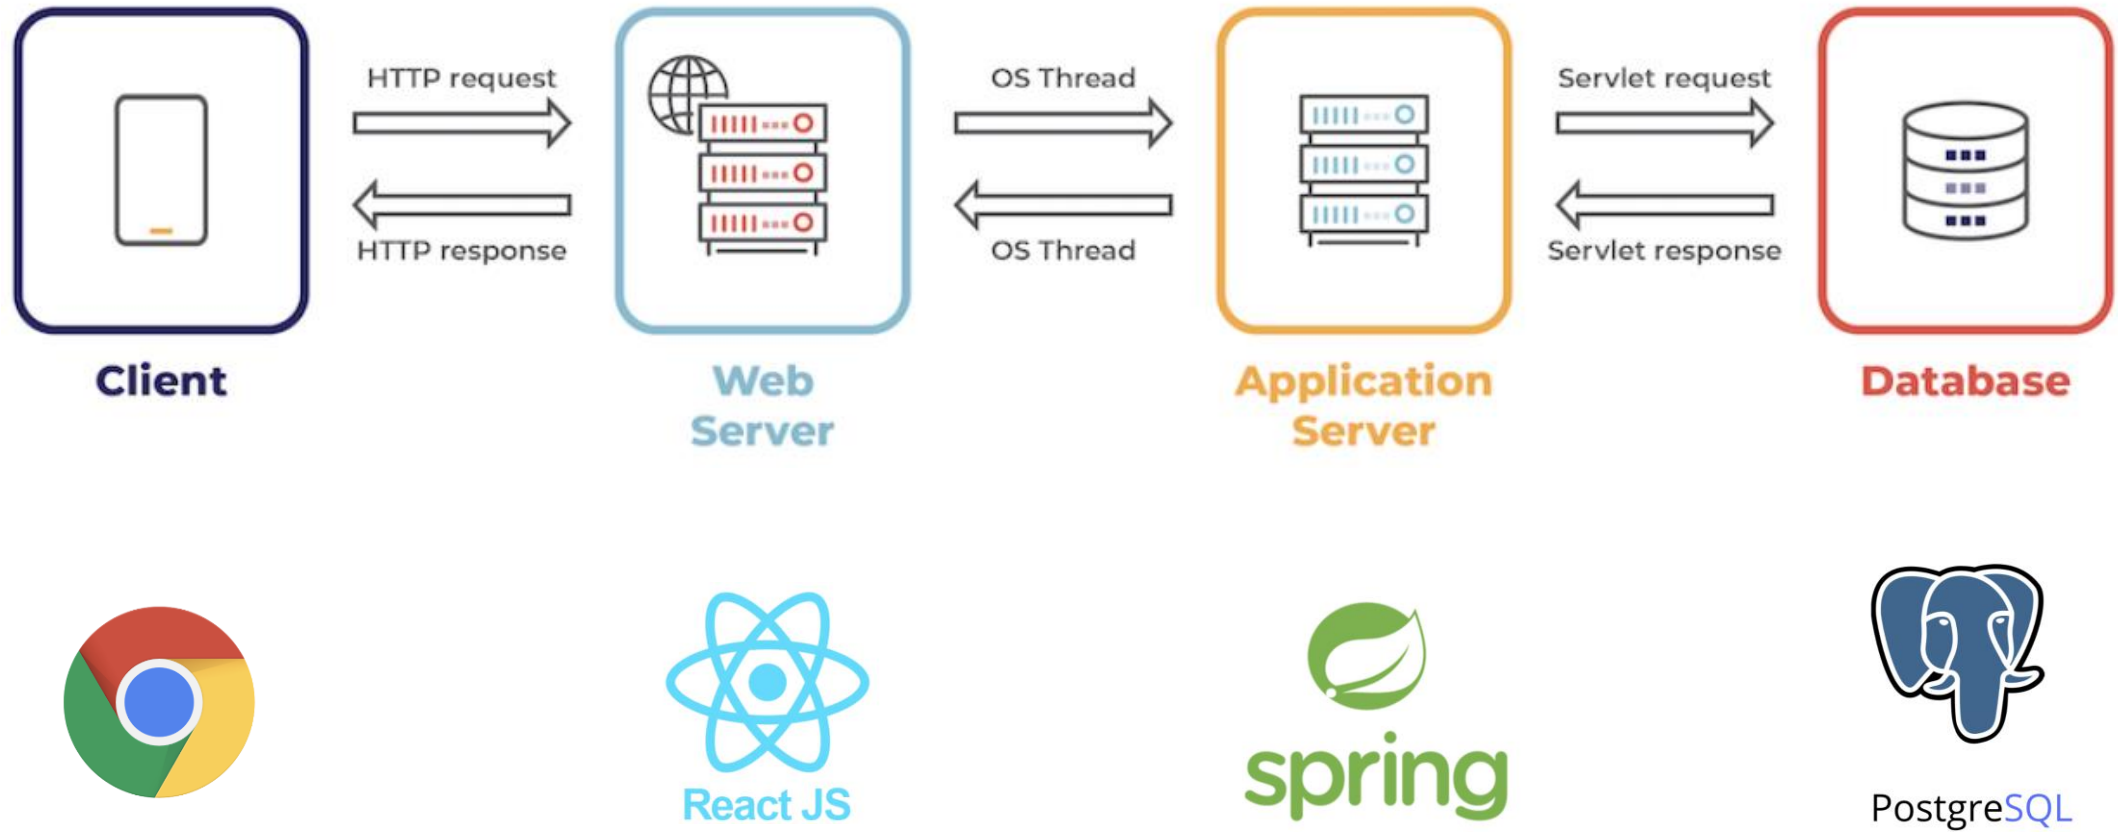 HTTP request
HTTP response
OS Thread
OS Thread
Servlet request
Servlet response
Client
Web
Server
Application
Server
Database
React JS
spring
PostgreSQL